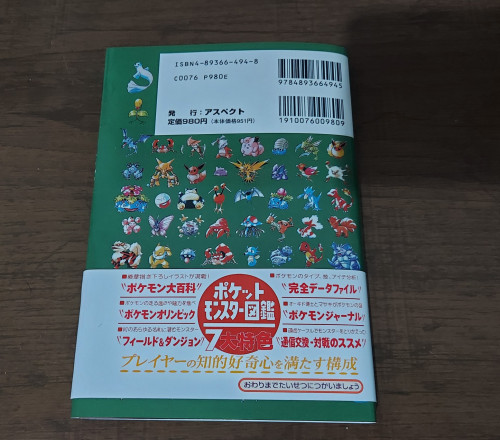 ISBN4-89366-494-8
C0076 P980E
9784893664945
1910076009809
発 行：アスペクト
定価980円（本体価格951円）
ポケモン大百科
ポケモンオリンピック
フィールド&ダンジョン
ポケット
モンスター図鑑
7大特色
完全データファイル
ポケモンジャーナル
通信交換・対戦のススメ
プレイヤーの知的好奇心を満たす構成
おわりまでたいせつにつかいましょう